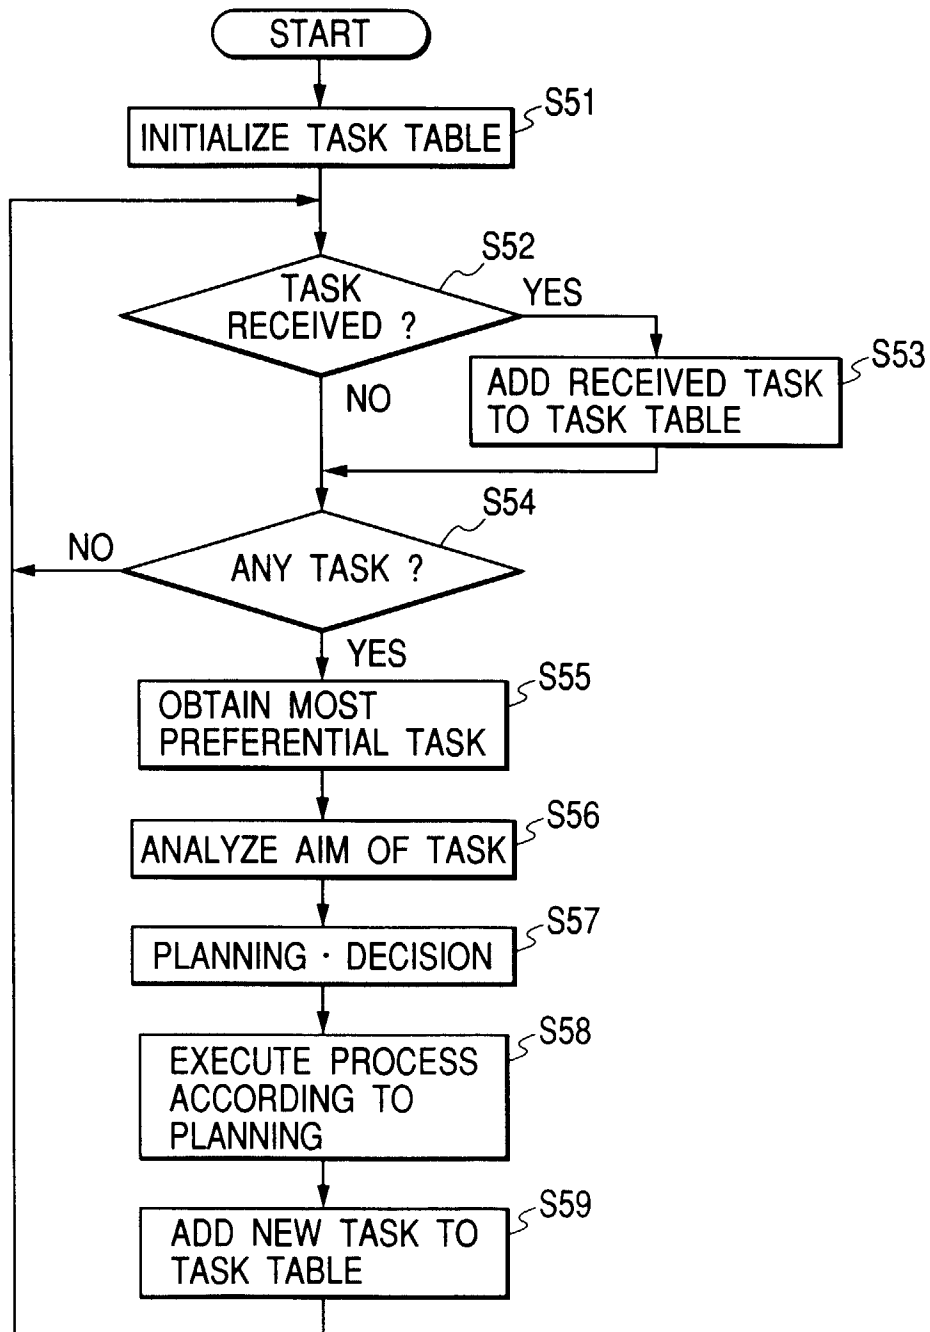 START
S51
INITIALIZE TASK TABLE
S52
TASK
RECEIVED ?
YES
S53
ADD RECEIVED TASK
TO TASK TABLE
NO
S54
NO
ANY TASK ?
YES
S55
OBTAIN MOST
PREFERENTIAL TASK
S56
ANALYZE AIM OF TASK
S57
PLANNING · DECISION
S58
EXECUTE PROCESS
ACCORDING TO
PLANNING
S59
ADD NEW TASK TO
TASK TABLE